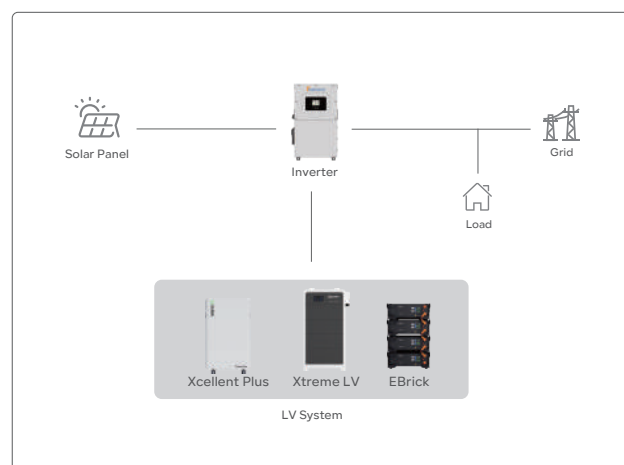 Solar Panel
Inverter
Grid
Load
Xcellent Plus
Xtreme LV
EBrick
LV System